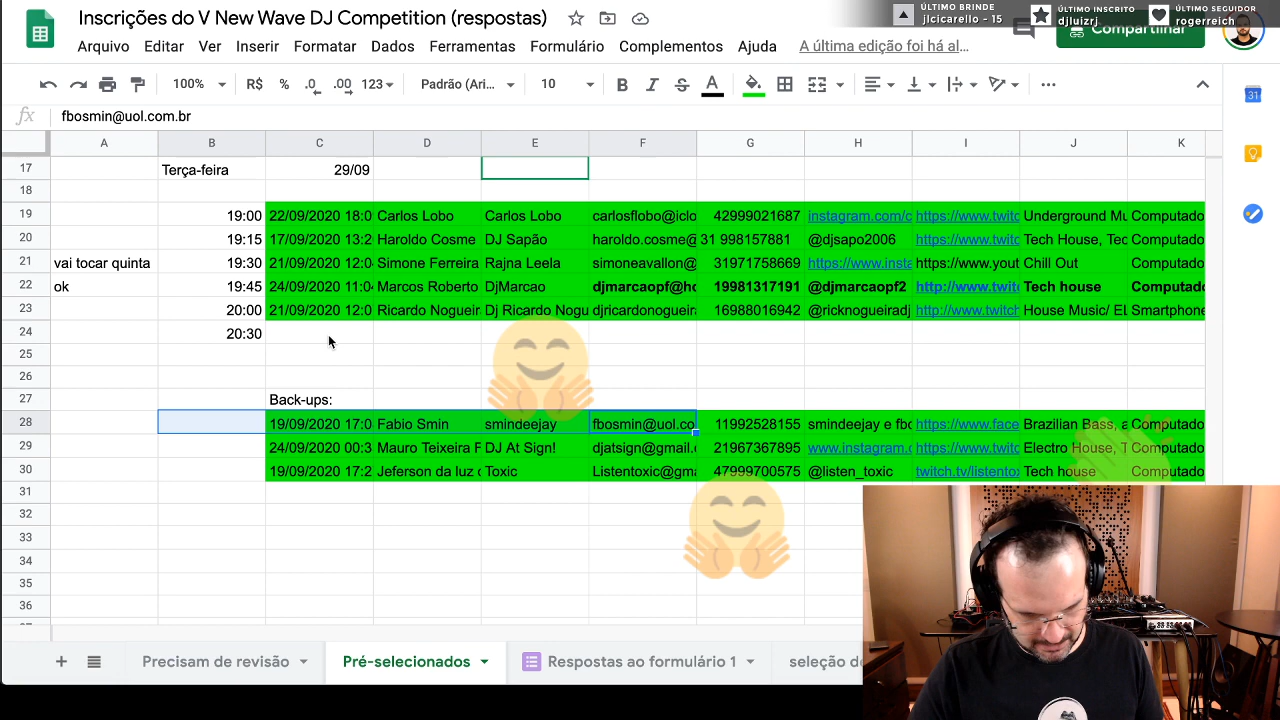 Inscrições do V New Wave DJ Competition (respostas)
ÚLTIMO BRINDE
jlcicarello - 15
ÚLTIMO INSCRITO
djluizrj
ÚLTIMO SEGUIDOR
rogerreich
Arquivo Editar Ver Inserir Formatar Dados Ferramentas Formulário Complementos Ajuda A última edição foi há al...
Compartilhar
100% R$ % .0 .00 123 Padrão (Ari... 10 B I S A
31
fx fbosmin@uol.com.br
A B C D E F G H I J K
17 Terça-feira 29/09
18
19 19:00 22/09/2020 18:0 Carlos Lobo Carlos Lobo carlosflobo@iclo 42999021687 instagram.com/c https://www.twitc Underground Mu Computado
20 19:15 17/09/2020 13:2 Haroldo Cosme DJ Sapão haroldo.cosme@ 31 998157881 @djsapo2006 https://www.twitc Tech House, Tec Computado
21 vai tocar quinta 19:30 21/09/2020 12:0 Simone Ferreira Rajna Leela simoneavallon@ 31971758669 https://www.insta https://www.yout Chill Out Computado
22 ok 19:45 24/09/2020 11:0 Marcos Roberto DjMarcao djmarcaopf@ho 19981317191 @djmarcaopf2 http://www.twit Tech house Computado
23 20:00 21/09/2020 12:0 Ricardo Nogueir Dj Ricardo Nogu djricardonogueir 16988016942 @ricknogueiradj http://www.twitc House Music/ El Smartphone
24 20:30
25
26
27 Back-ups:
28 19/09/2020 17:0 Fabio Smin smindeejay fbosmin@uol.co 11992528155 smindeejay e fbo https://www.face Brazilian Bass, a Computado
29 24/09/2020 00:3 Mauro Teixeira F DJ At Sign! djatsign@gmail. 21967367895 www.instagram.c https://www.twitc Electro House, T Computado
30 19/09/2020 17:2 Jeferson da luz Toxic Listentoxic@gma 47999700575 @listen_toxic twitch.tv/listento Tech house Computado
31
32
33
34
35
36
Precisam de revisão Pré-selecionados Respostas ao formulário 1 seleção de